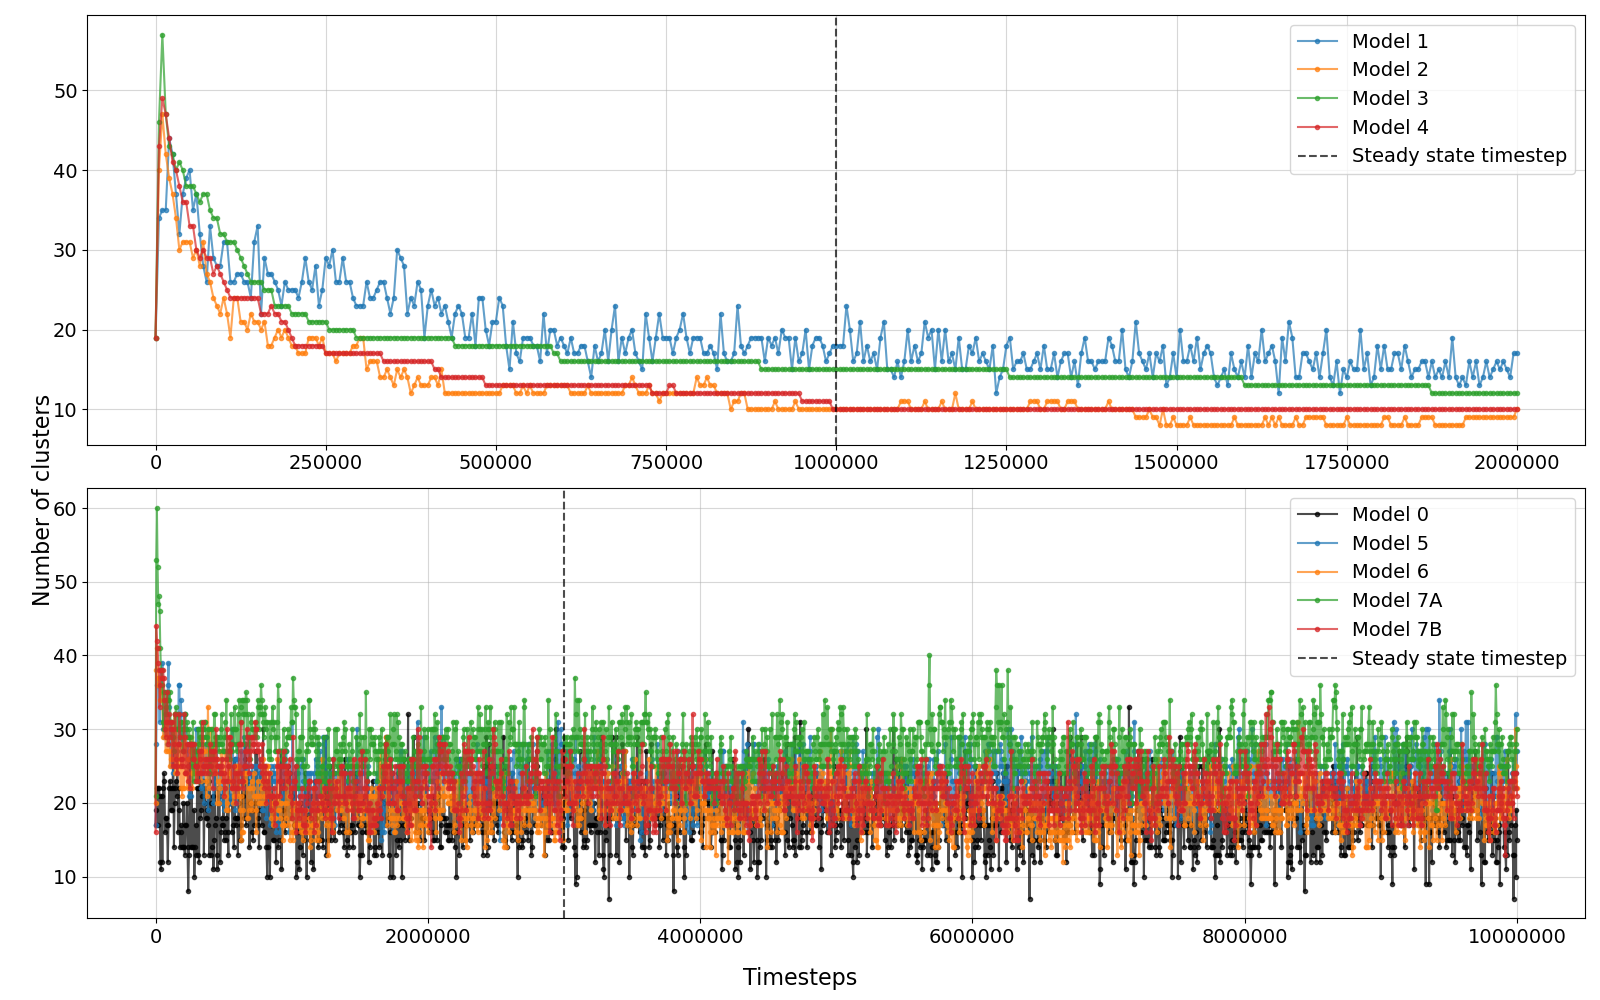 Number of clusters
50
40
30
20
10
Model 1
Model 2
Model 3
Model 4
Steady state timestep
0 250000 500000 750000 1000000 1250000 1500000 1750000 2000000
60
50
40
30
20
10
Model 0
Model 5
Model 6
Model 7A
Model 7B
Steady state timestep
0 2000000 4000000 6000000 8000000 10000000
Timesteps